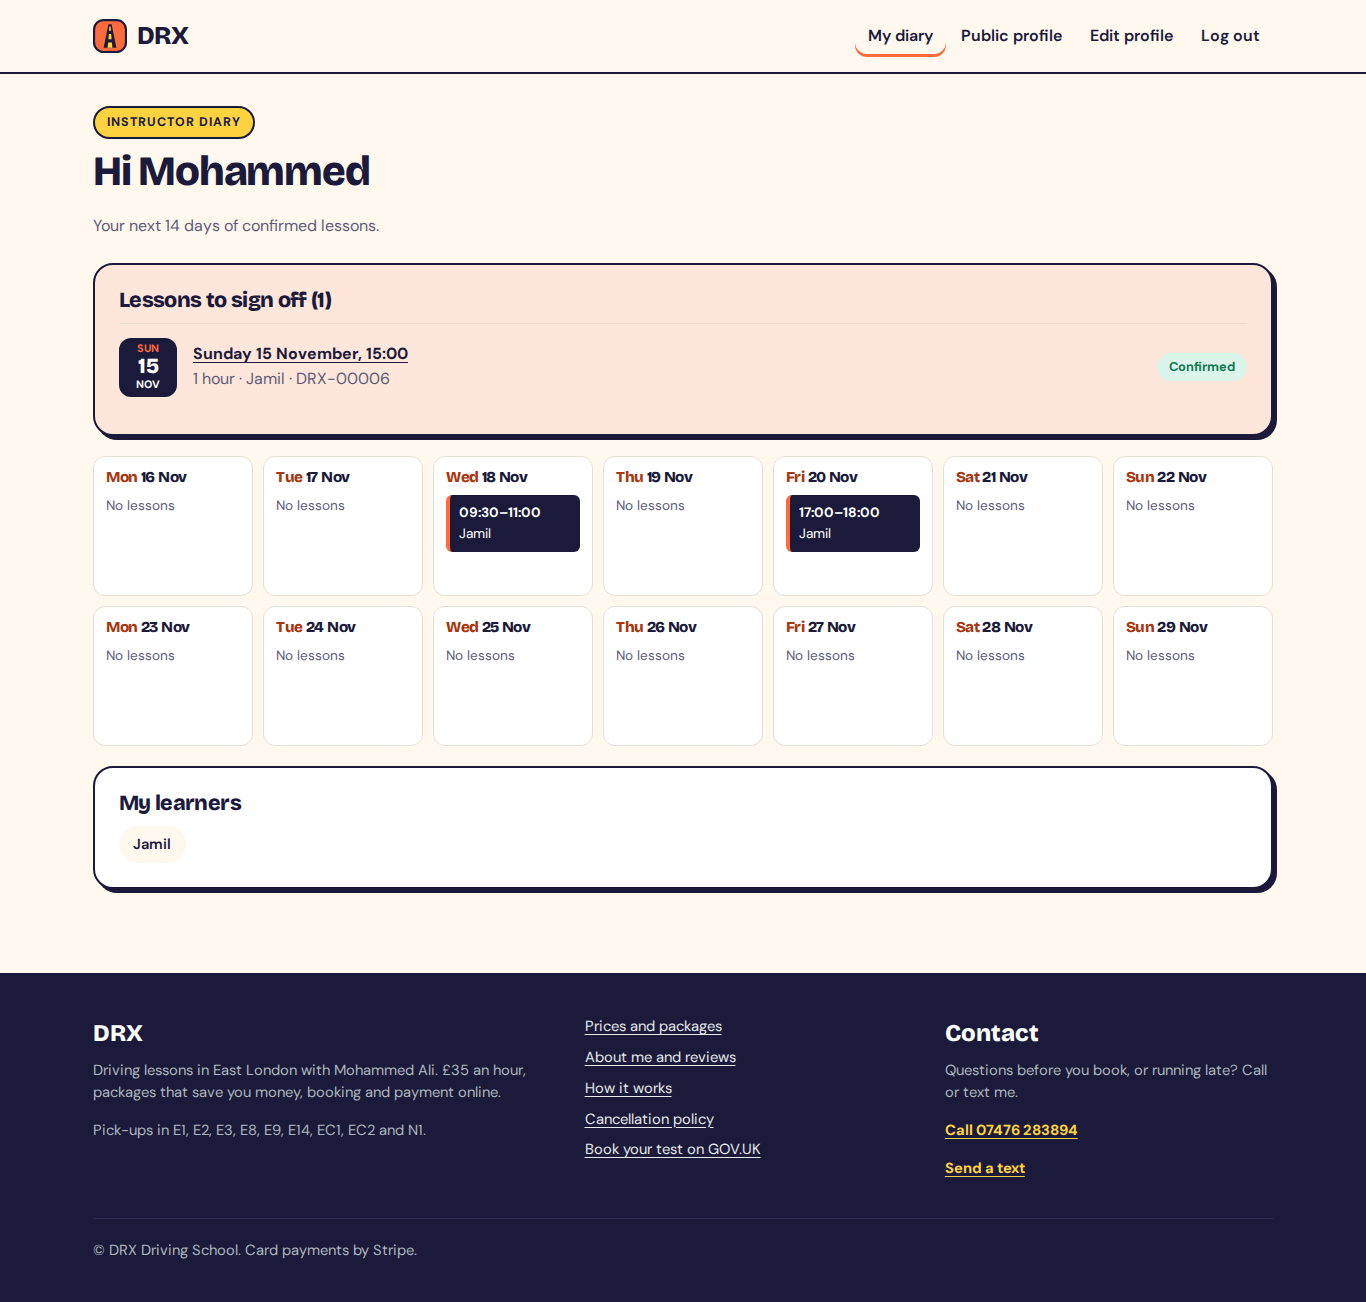 DRX
My diary
Public profile
Edit profile
Log out
INSTRUCTOR DIARY
Hi Mohammed
Your next 14 days of confirmed lessons.
Lessons to sign off (1)
SUN
15
NOV
Sunday 15 November, 15:00
1 hour · Jamil · DRX-00006
Confirmed
Mon 16 Nov
No lessons
Tue 17 Nov
No lessons
Wed 18 Nov
09:30–11:00
Jamil
Thu 19 Nov
No lessons
Fri 20 Nov
17:00–18:00
Jamil
Sat 21 Nov
No lessons
Sun 22 Nov
No lessons
Mon 23 Nov
No lessons
Tue 24 Nov
No lessons
Wed 25 Nov
No lessons
Thu 26 Nov
No lessons
Fri 27 Nov
No lessons
Sat 28 Nov
No lessons
Sun 29 Nov
No lessons
My learners
Jamil
DRX
Driving lessons in East London with Mohammed Ali. £35 an hour,
packages that save you money, booking and payment online.
Pick-ups in E1, E2, E3, E8, E9, E14, EC1, EC2 and N1.
Prices and packages
About me and reviews
How it works
Cancellation policy
Book your test on GOV.UK
Contact
Questions before you book, or running late? Call
or text me.
Call 07476 283894
Send a text
© DRX Driving School. Card payments by Stripe.